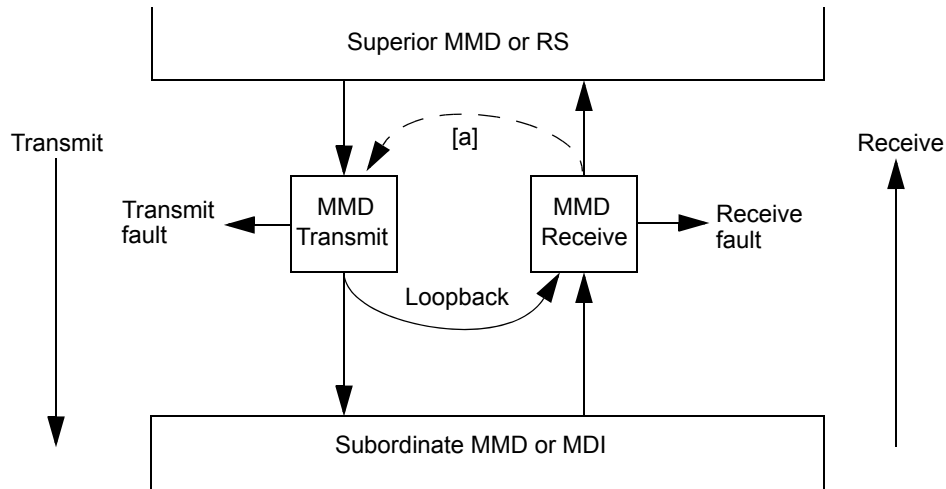 Superior MMD or RS
[a]
Transmit
Receive
Transmit
fault
MMD
Transmit
MMD
Receive
Receive
fault
Loopback
Subordinate MMD or MDI